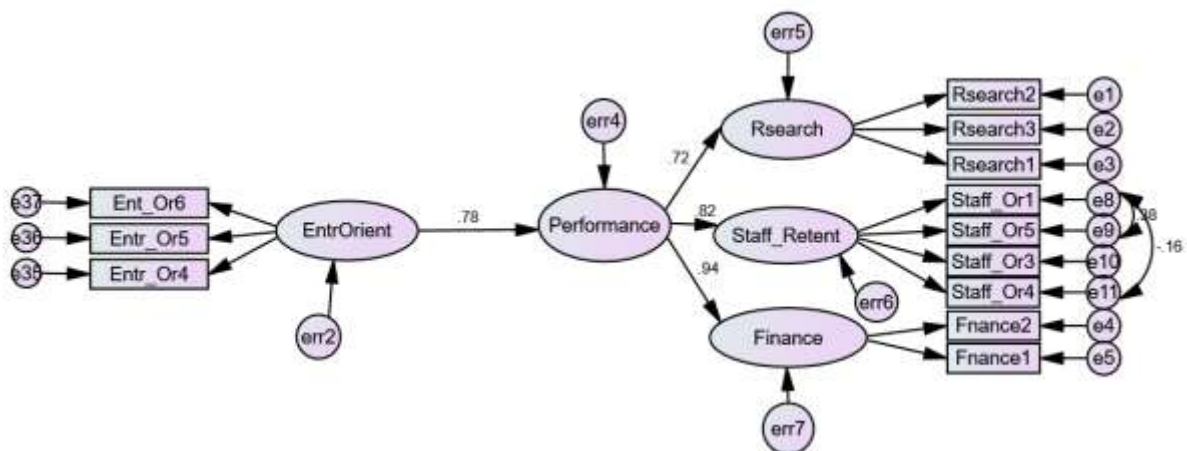 err5
Rsearch2
e1
err4
Rsearch
Rsearch3
e2
.72
Rsearch1
e3
e37
Ent_Or6
Staff_Or1
e8
.78
.82
.38
e36
Entr_Or5
EntrOrient
Performance
Staff_Retent
Staff_Or5
e9
-.16
e35
Entr_Or4
.94
Staff_Or3
e10
Staff_Or4
e11
err6
err2
Finance
Fnance2
e4
Fnance1
e5
err7